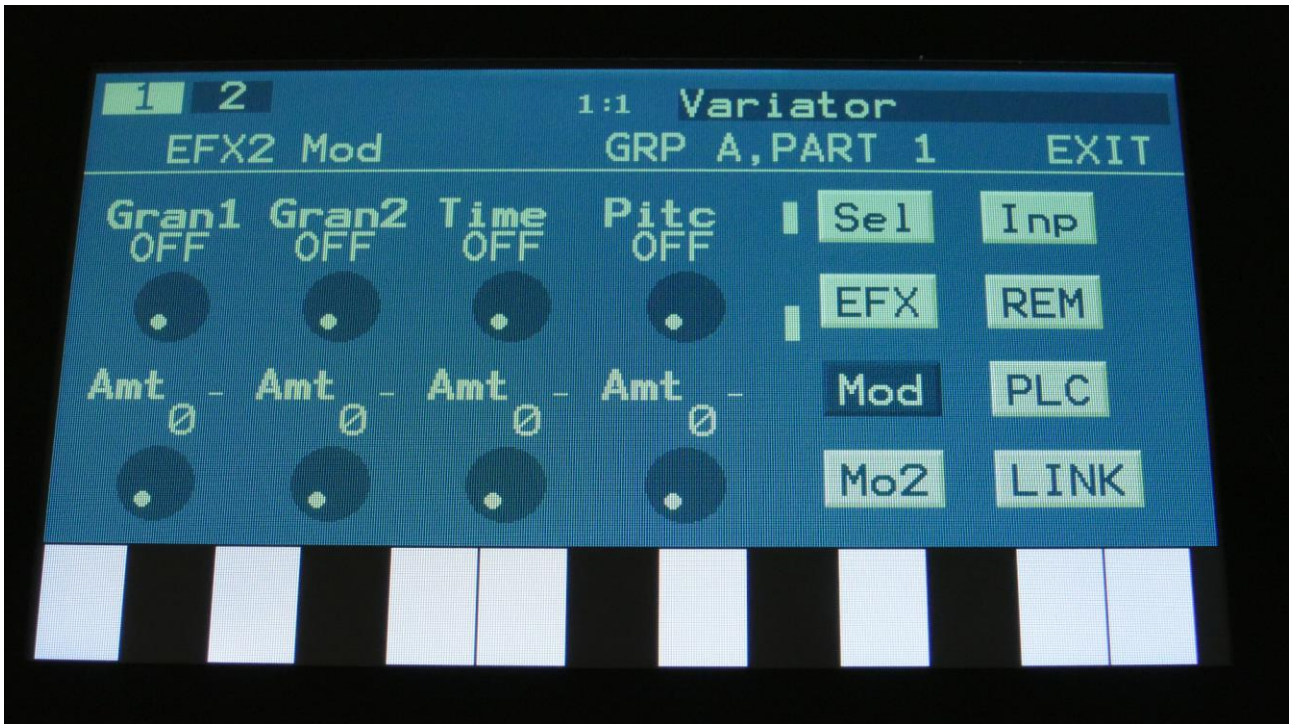 1 2 1:1 Variator
EFX2 Mod GRP A,PART 1 EXIT
Gran1 Gran2 Time Pitc Sel Inp
OFF OFF OFF OFF
EFX REM
Amt - Amt - Amt - Amt - Mod PLC
0 0 0 0
Mo2 LINK